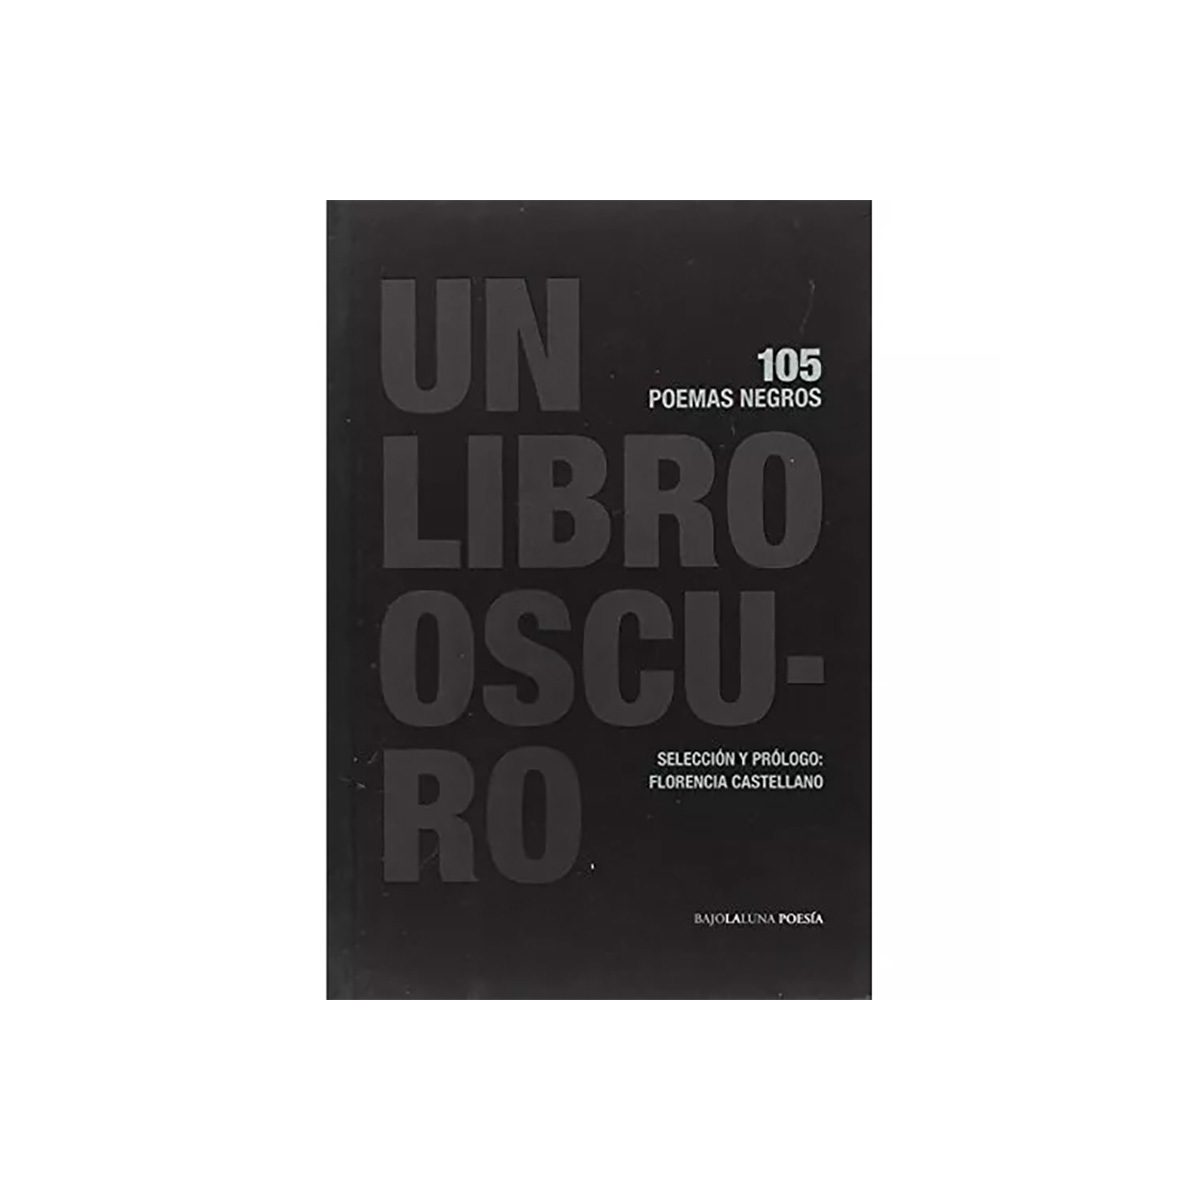 UN
LIBRO
OSCU-
RO
105
POEMAS NEGROS
SELECCIÓN Y PRÓLOGO:
FLORENCIA CASTELLANO
BAJOLALUNA POESÍA